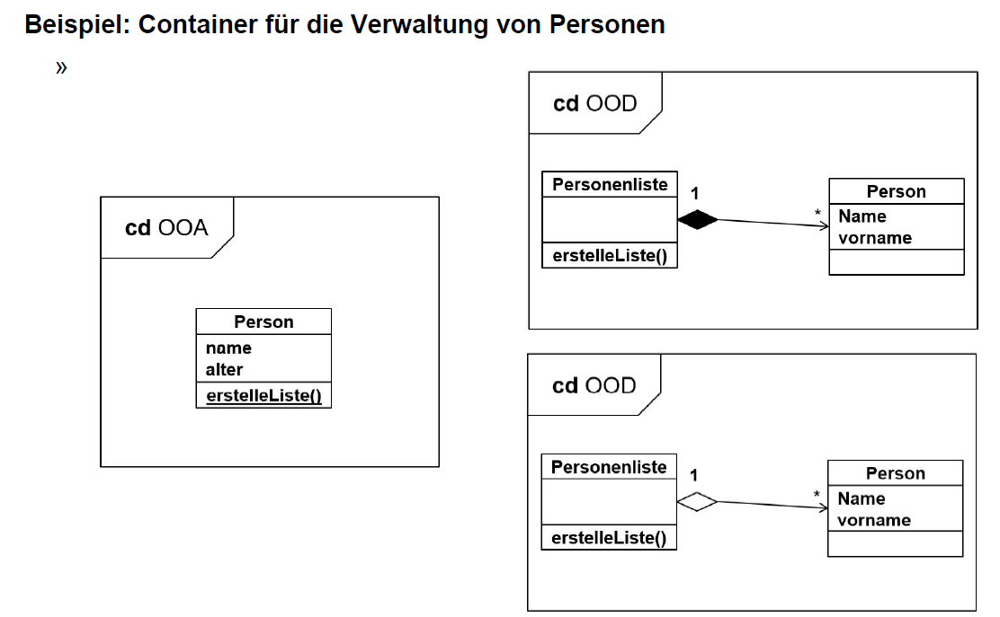 Beispiel: Container für die Verwaltung von Personen
»
cd OOA
Person
name
alter
erstelleListe()
cd OOD
Personenliste
erstelleListe()
1
*
Person
Name
vorname
cd OOD
Personenliste
erstelleListe()
1
*
Person
Name
vorname